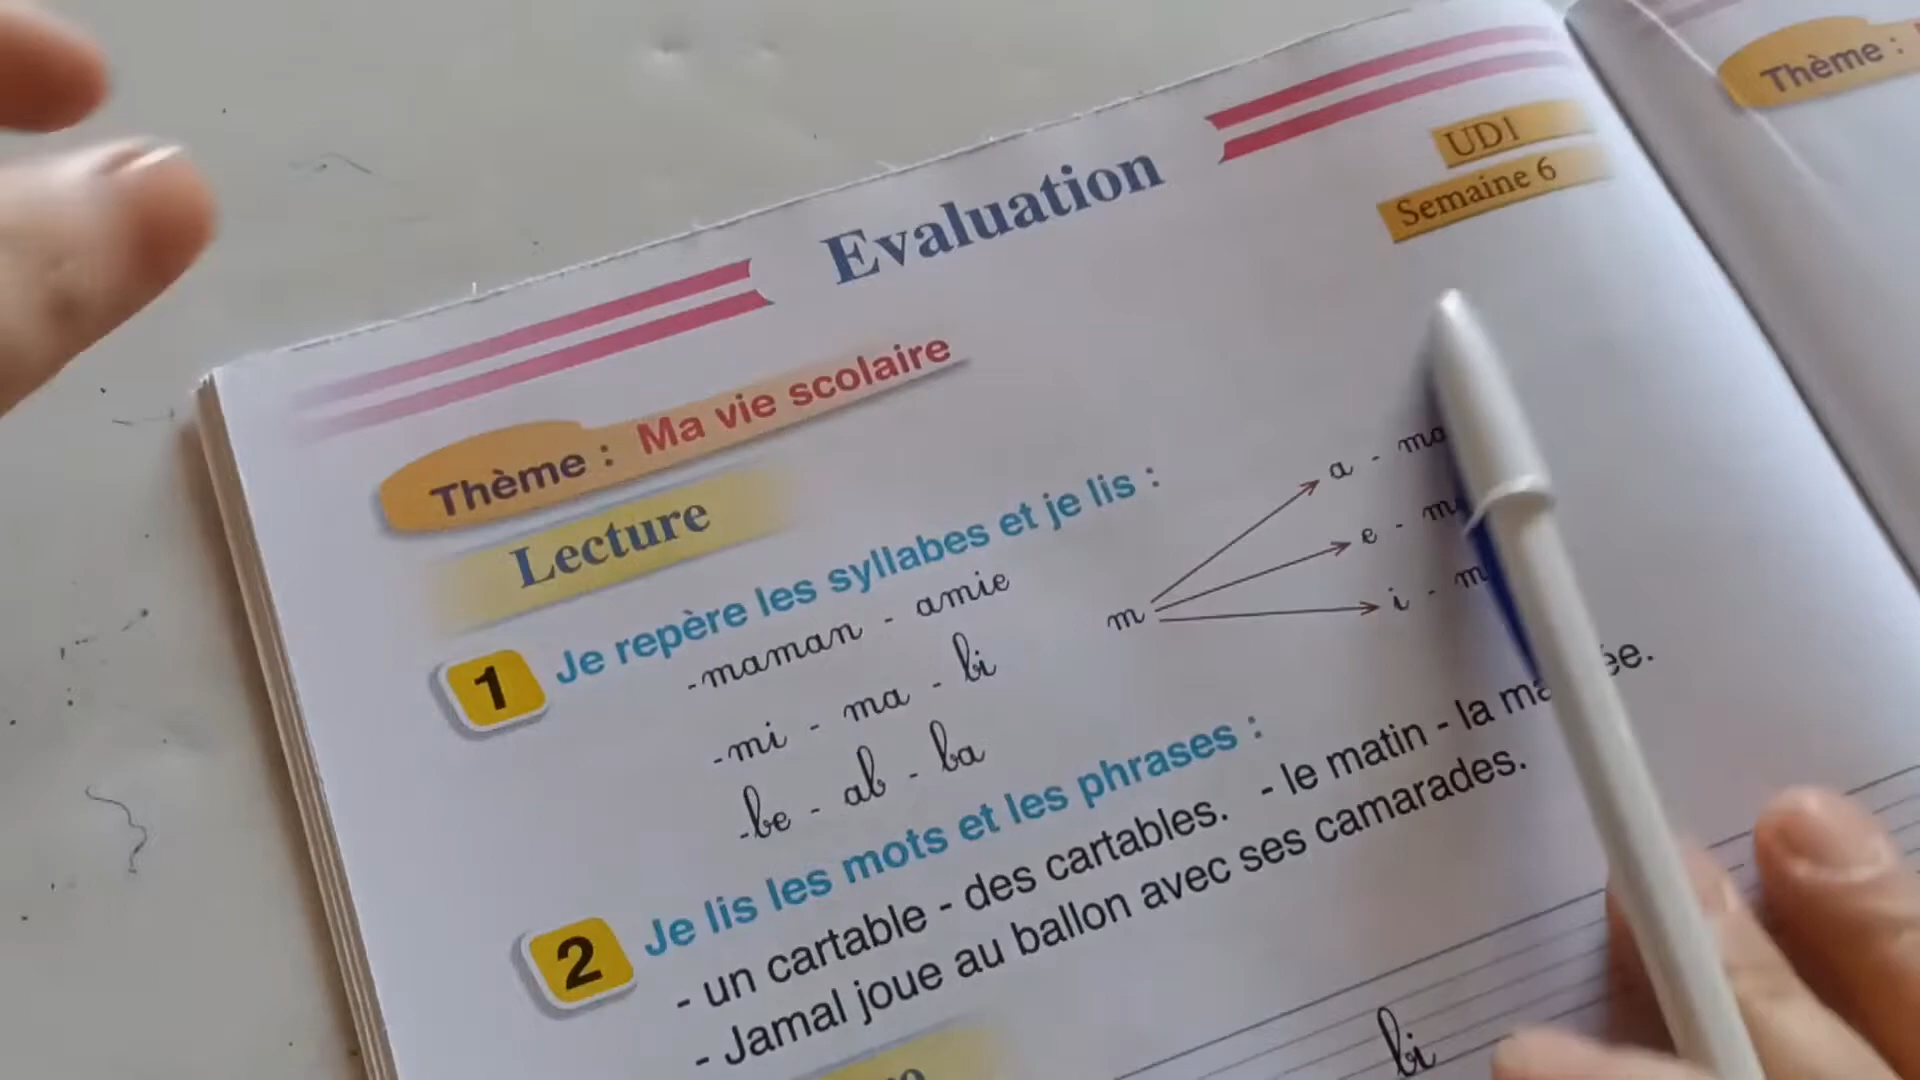 Evaluation
UD1
Semaine 6
Thème :
Thème : Ma vie scolaire
Lecture
1 Je repère les syllabes et je lis :
-maman - amie
-mi - ma - bi
-be - ab - ba
m
a - ma
e - m
i - m
2 Je lis les mots et les phrases :
- un cartable - des cartables. - le matin - la
- Jamal joue au ballon avec ses camarades.
bi